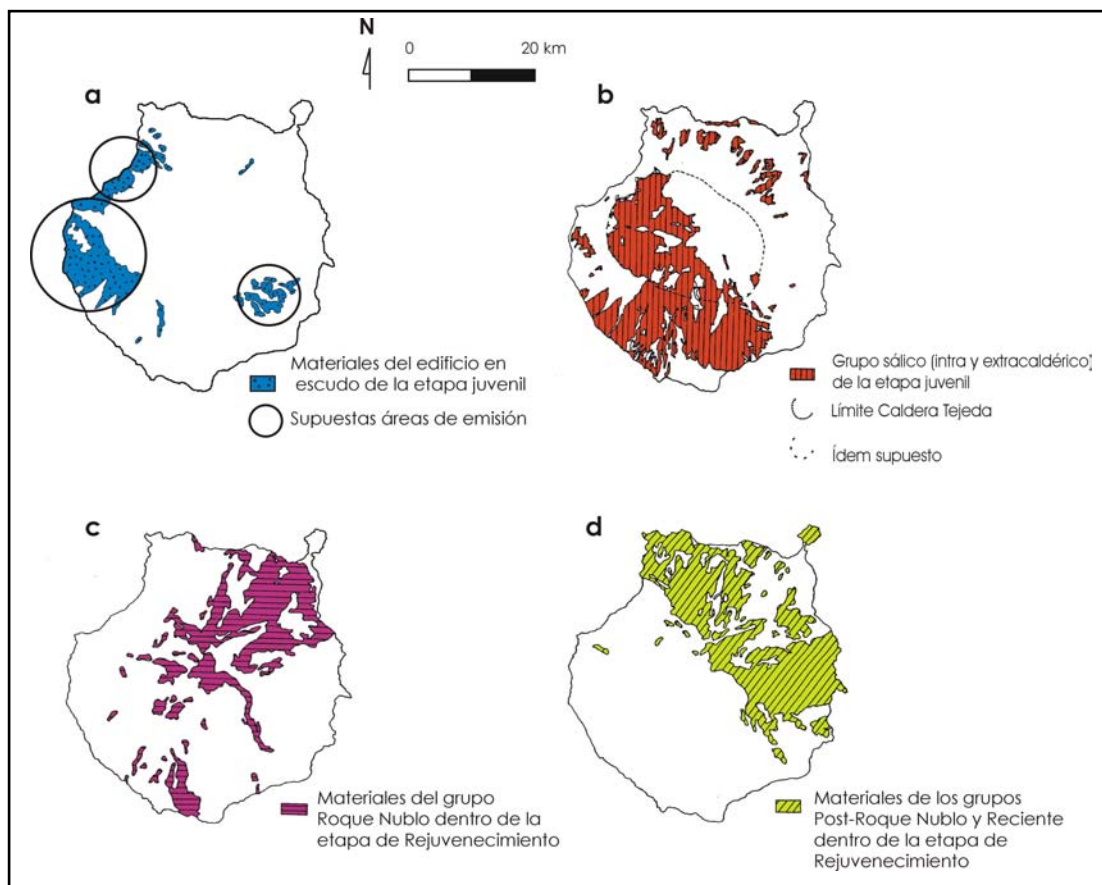 N
0 20 km
a
Materiales del edificio en
escudo de la etapa juvenil
Supuestas áreas de emisión
b
Grupo sálico (intra y extracaldérico)
de la etapa juvenil
Límite Caldera Tejeda
Ídem supuesto
c
Materiales del grupo
Roque Nublo dentro de la
etapa de Rejuvenecimiento
d
Materiales de los grupos
Post-Roque Nublo y Reciente
dentro de la etapa de
Rejuvenecimiento